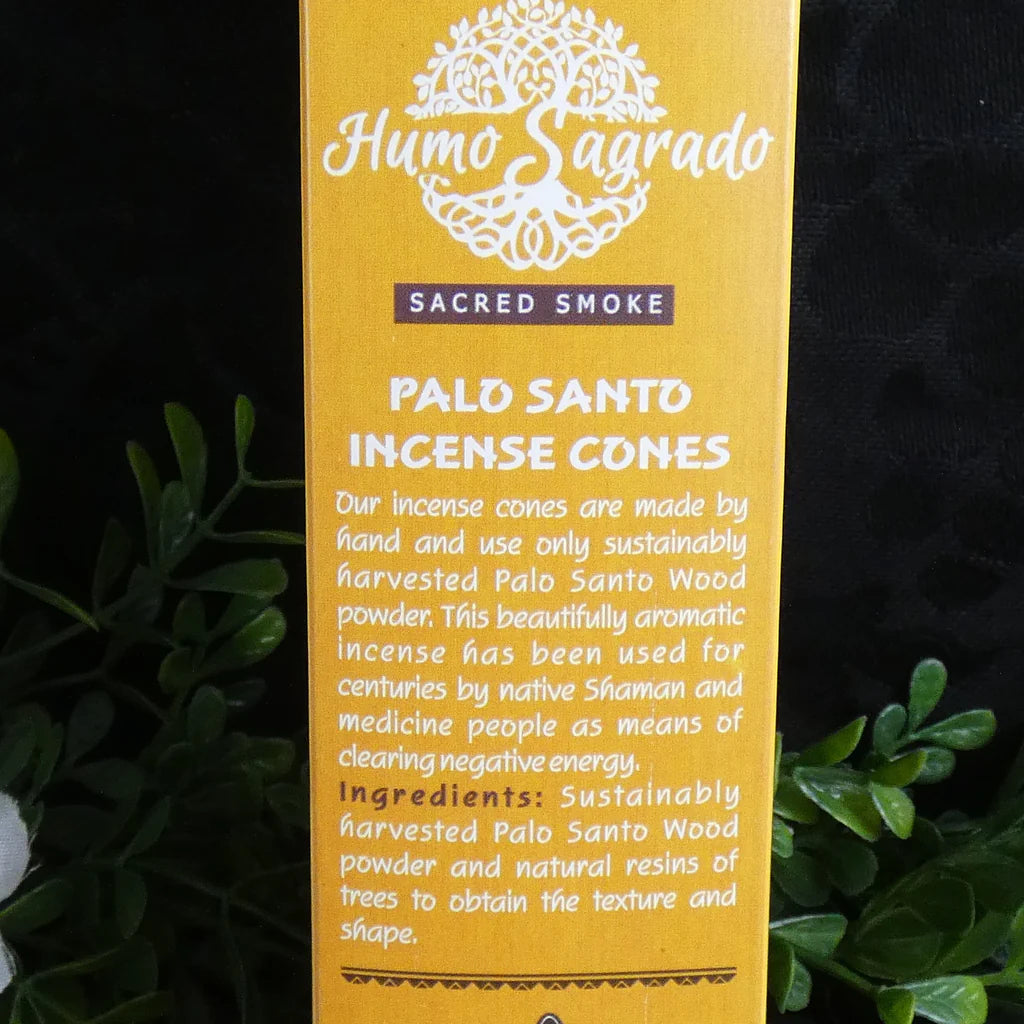 Humo Sagrado
SACRED SMOKE
PALO SANTO
INCENSE CONES
Our incense cones are made by
hand and use only sustainably
harvested Palo Santo Wood
powder. This beautifully aromatic
incense has been used for
centuries by native Shaman and
medicine people as means of
clearing negative energy.
Ingredients: Sustainably
harvested Palo Santo Wood
powder and natural resins of
trees to obtain the texture and
shape.